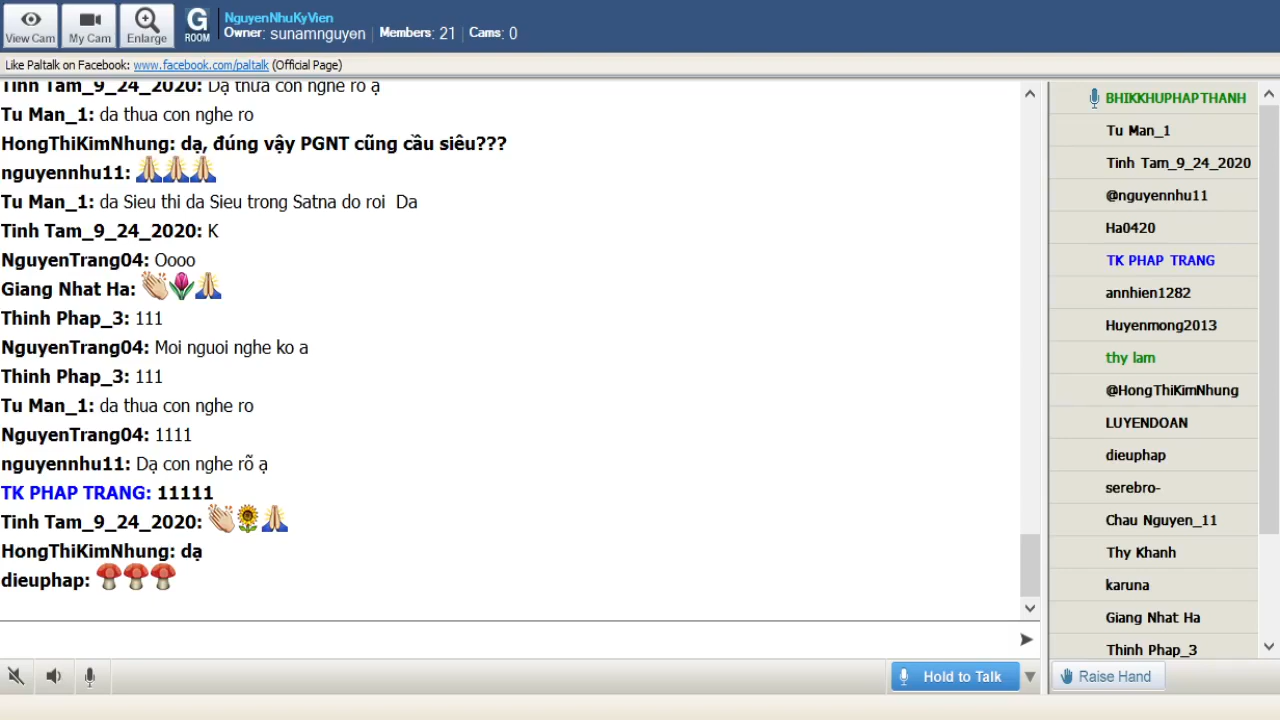 View Cam
My Cam
Enlarge
G
ROOM
NguyenNhuKyVien
Owner: sunamnguyen Members: 21 Cams: 0
Like Paltalk on Facebook: www.facebook.com/paltalk (Official Page)
Tinh Tam_9_24_2020: Dạ thưa con nghe rõ ạ
Tu Man_1: da thua con nghe ro
HongThiKimNhung: dạ, đúng vậy PGNT cũng cầu siêu???
nguyennhu11:
Tu Man_1: da Sieu thi da Sieu trong Satna do roi Da
Tinh Tam_9_24_2020: K
NguyenTrang04: Oooo
Giang Nhat Ha:
Thinh Phap_3: 111
NguyenTrang04: Moi nguoi nghe ko a
Thinh Phap_3: 111
Tu Man_1: da thua con nghe ro
NguyenTrang04: 1111
nguyennhu11: Dạ con nghe rõ ạ
TK PHAP TRANG: 11111
Tinh Tam_9_24_2020:
HongThiKimNhung: dạ
dieuphap:
Hold to Talk
BHIKKHUPHAPTHANH
Tu Man_1
Tinh Tam_9_24_2020
@nguyennhu11
Ha0420
TK PHAP TRANG
annhien1282
Huyenmong2013
thy lam
@HongThiKimNhung
LUYENDOAN
dieuphap
serebro-
Chau Nguyen_11
Thy Khanh
karuna
Giang Nhat Ha
Thinh Phap_3
Raise Hand